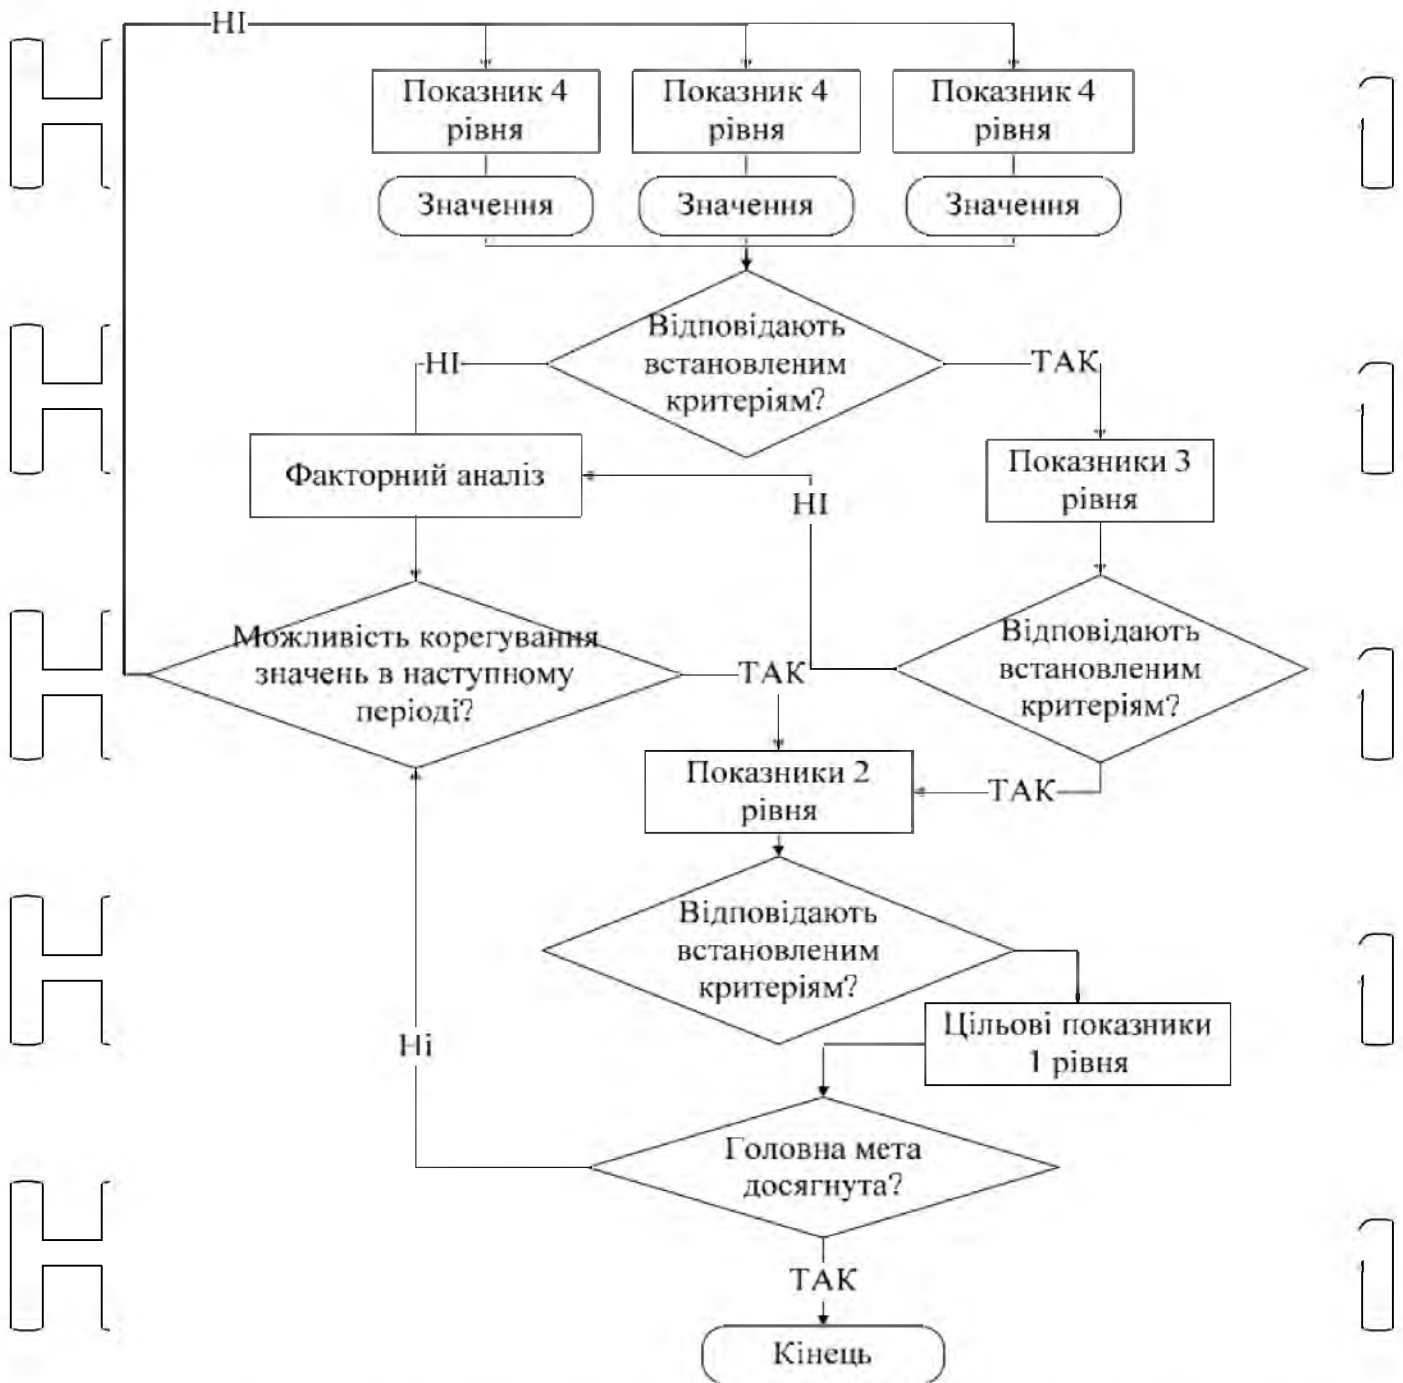 НІ
Показник 4
рівня
Показник 4
рівня
Показник 4
рівня
Значення
Значення
Значення
Відповідають
встановленим
критеріям?
НІ
ТАК
Факторний аналіз
Показники 3
рівня
НІ
Можливість корегування
значень в наступному
періоді?
ТАК
Відповідають
встановленим
критеріям?
Показники 2
рівня
ТАК
Відповідають
встановленим
критеріям?
Цільові показники
1 рівня
Ні
Головна мета
досягнута?
ТАК
Кінець